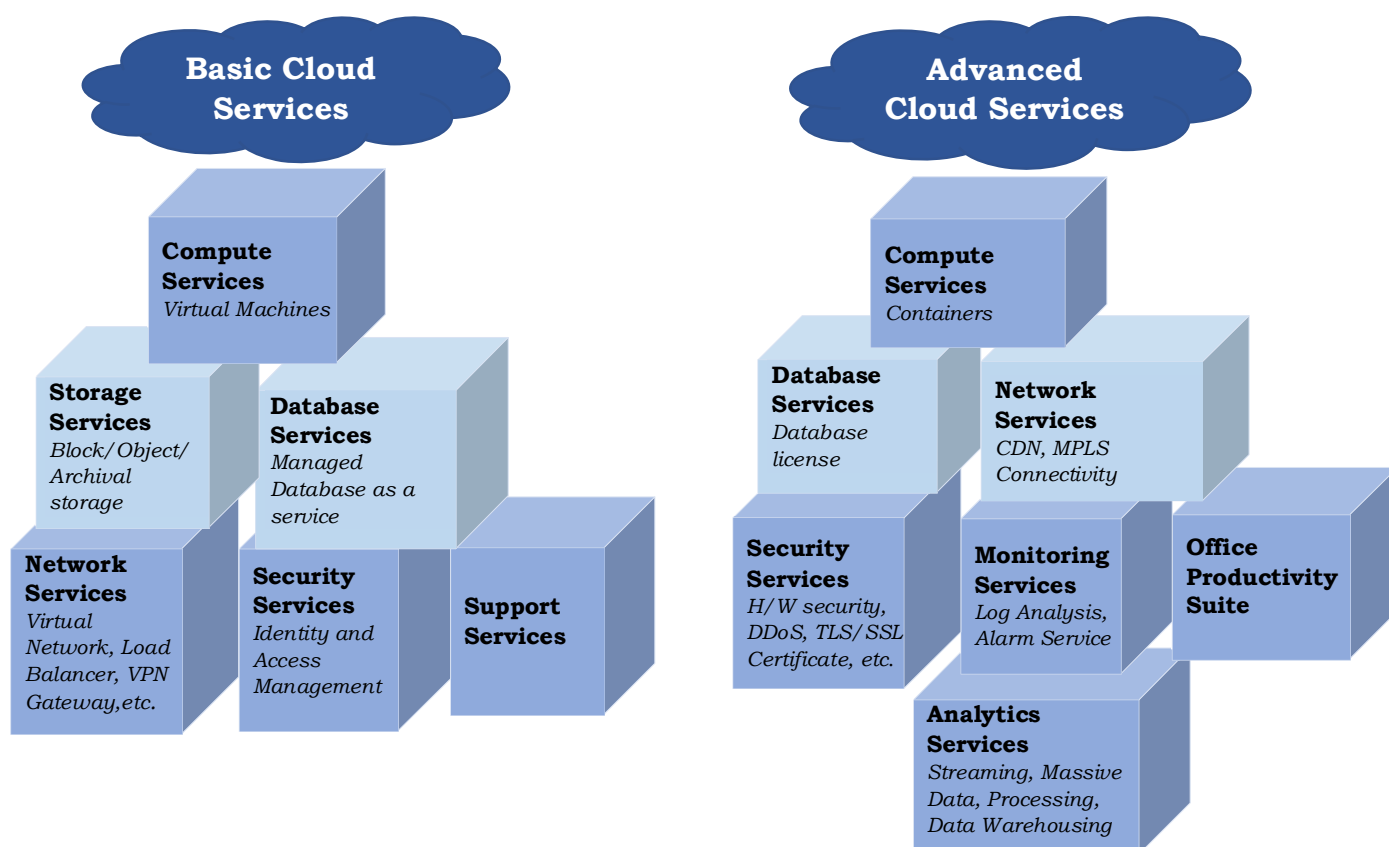 Basic Cloud
Services
Compute
Services
Virtual Machines
Storage
Services
Block/Object/
Archival
storage
Database
Services
Managed
Database as a
service
Network
Services
Virtual
Network, Load
Balancer, VPN
Gateway,etc.
Security
Services
Identity and
Access
Management
Support
Services
Advanced
Cloud Services
Compute
Services
Containers
Database
Services
Database
license
Network
Services
CDN, MPLS
Connectivity
Security
Services
H/W security,
DDoS, TLS/SSL
Certificate, etc.
Monitoring
Services
Log Analysis,
Alarm Service
Office
Productivity
Suite
Analytics
Services
Streaming, Massive
Data, Processing,
Data Warehousing